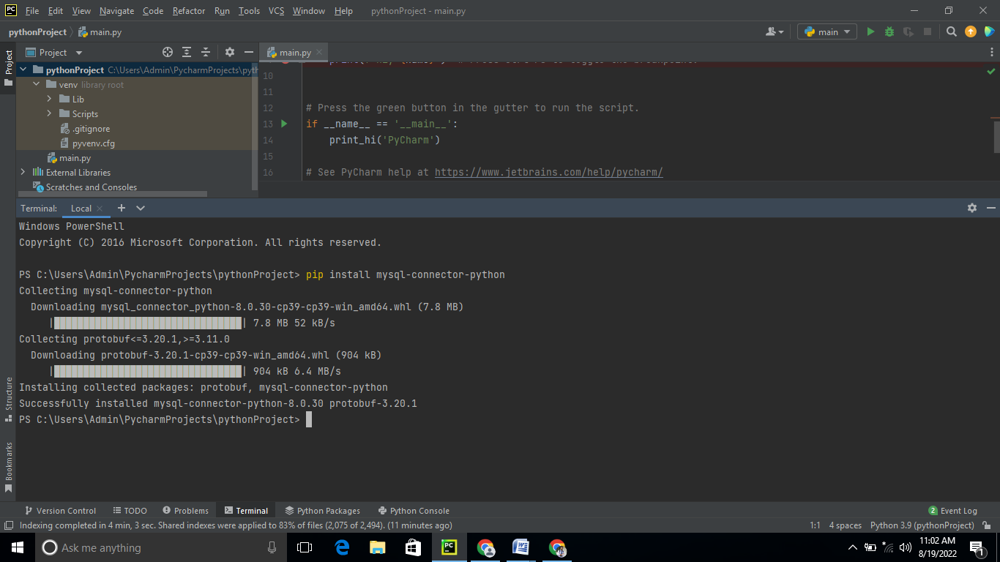 PC File Edit View Navigate Code Refactor Run Tools VCS Window Help pythonProject - main.py
pythonProject main.py main
Project main.py
pythonProject C:\Users\Admin\PycharmProjects\pyth
venv library root
Lib
Scripts
.gitignore
pyvenv.cfg
main.py
External Libraries
Scratches and Consoles
10
11
12 # Press the green button in the gutter to run the script.
13 if __name__ == '__main__':
14 print_hi('PyCharm')
15
16 # See PyCharm help at https://www.jetbrains.com/help/pycharm/
Project
Structure
Bookmarks
Terminal: Local
Windows PowerShell
Copyright (C) 2016 Microsoft Corporation. All rights reserved.
PS C:\Users\Admin\PycharmProjects\pythonProject> pip install mysql-connector-python
Collecting mysql-connector-python
Downloading mysql_connector_python-8.0.30-cp39-cp39-win_amd64.whl (7.8 MB)
|████████████████████████████████| 7.8 MB 52 kB/s
Collecting protobuf<=3.20.1,>=3.11.0
Downloading protobuf-3.20.1-cp39-cp39-win_amd64.whl (904 kB)
|████████████████████████████████| 904 kB 6.4 MB/s
Installing collected packages: protobuf, mysql-connector-python
Successfully installed mysql-connector-python-8.0.30 protobuf-3.20.1
PS C:\Users\Admin\PycharmProjects\pythonProject>
Version Control TODO Problems Terminal Python Packages Python Console 2 Event Log
Indexing completed in 4 min, 3 sec. Shared indexes were applied to 83% of files (2,075 of 2,494). (11 minutes ago) 1:1 4 spaces Python 3.9 (pythonProject)
Ask me anything PC 11:02 AM
8/19/2022 1